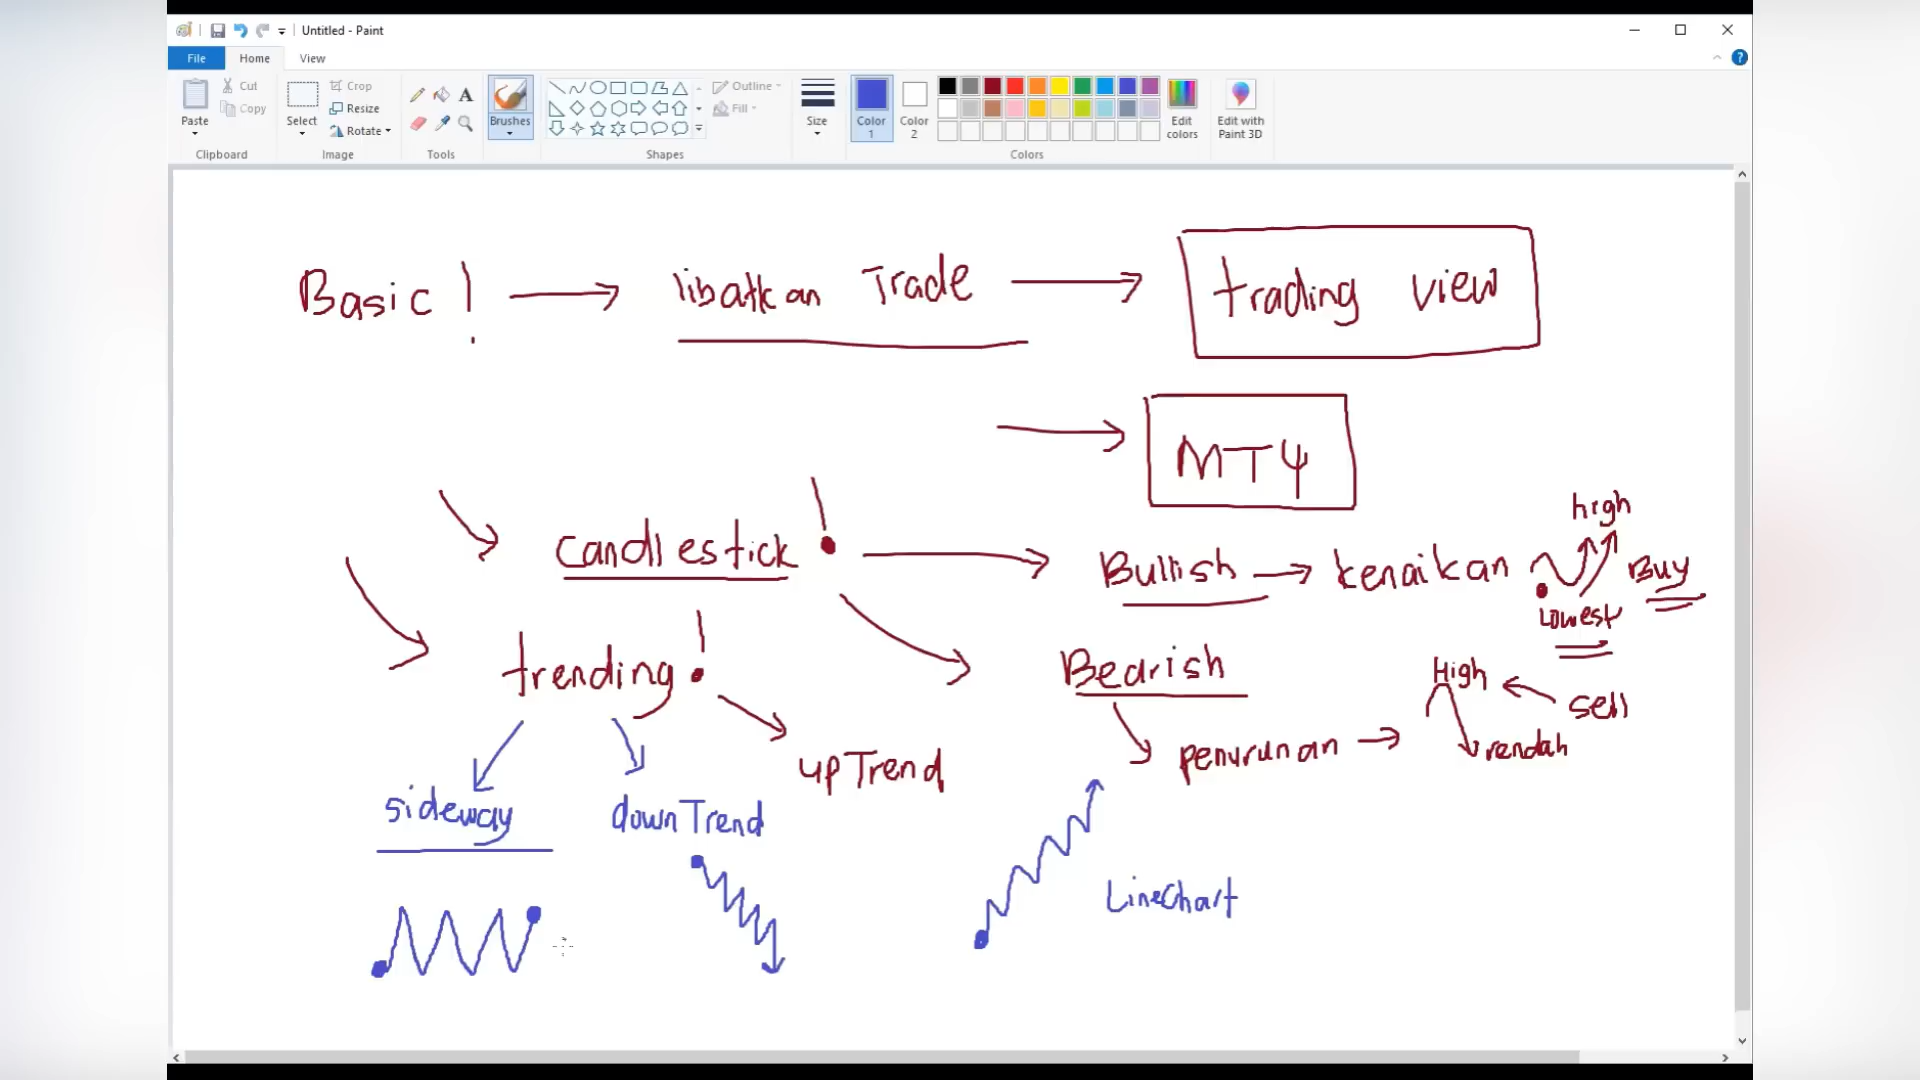 Untitled - Paint
File Home View
Cut
Copy
Paste
Clipboard
Select
Crop
Resize
Rotate
Image
Tools
Brushes
Outline
Fill
Shapes
Size
Color 1
Color 2
Colors
Edit colors
Edit with Paint 3D
Basic! libatkan Trade trading view
MT4
candlestick! Bullish kenaikan high
Lowest
Buy
trending! Bearish High sell
upTrend penurunan rendah
sideway downTrend
LineChart